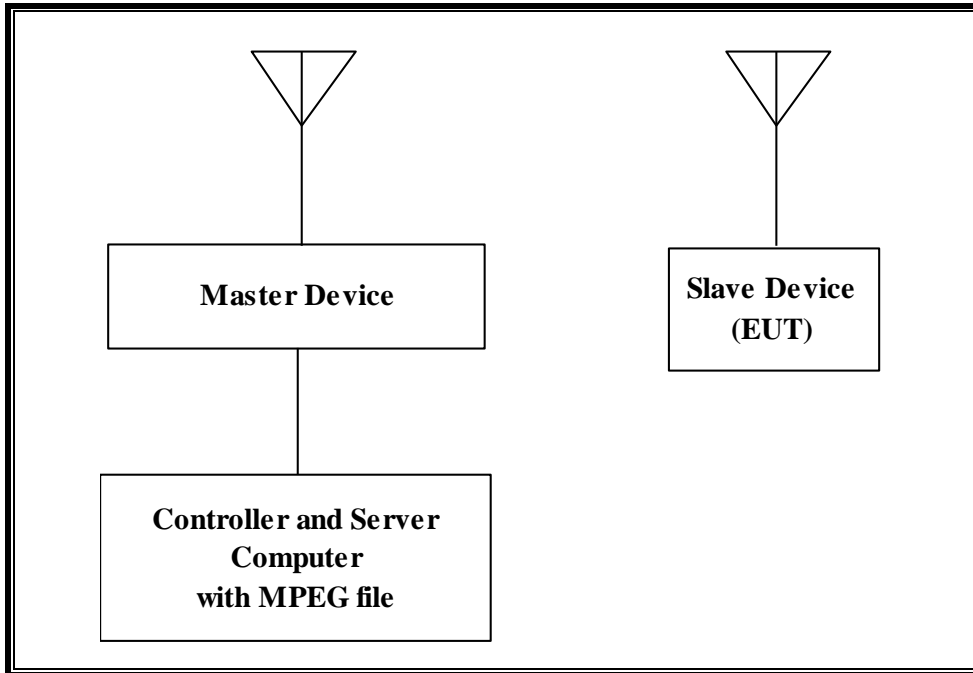 Master Device
Slave Device
(EUT)
Controller and Server
Computer
with MPEG file